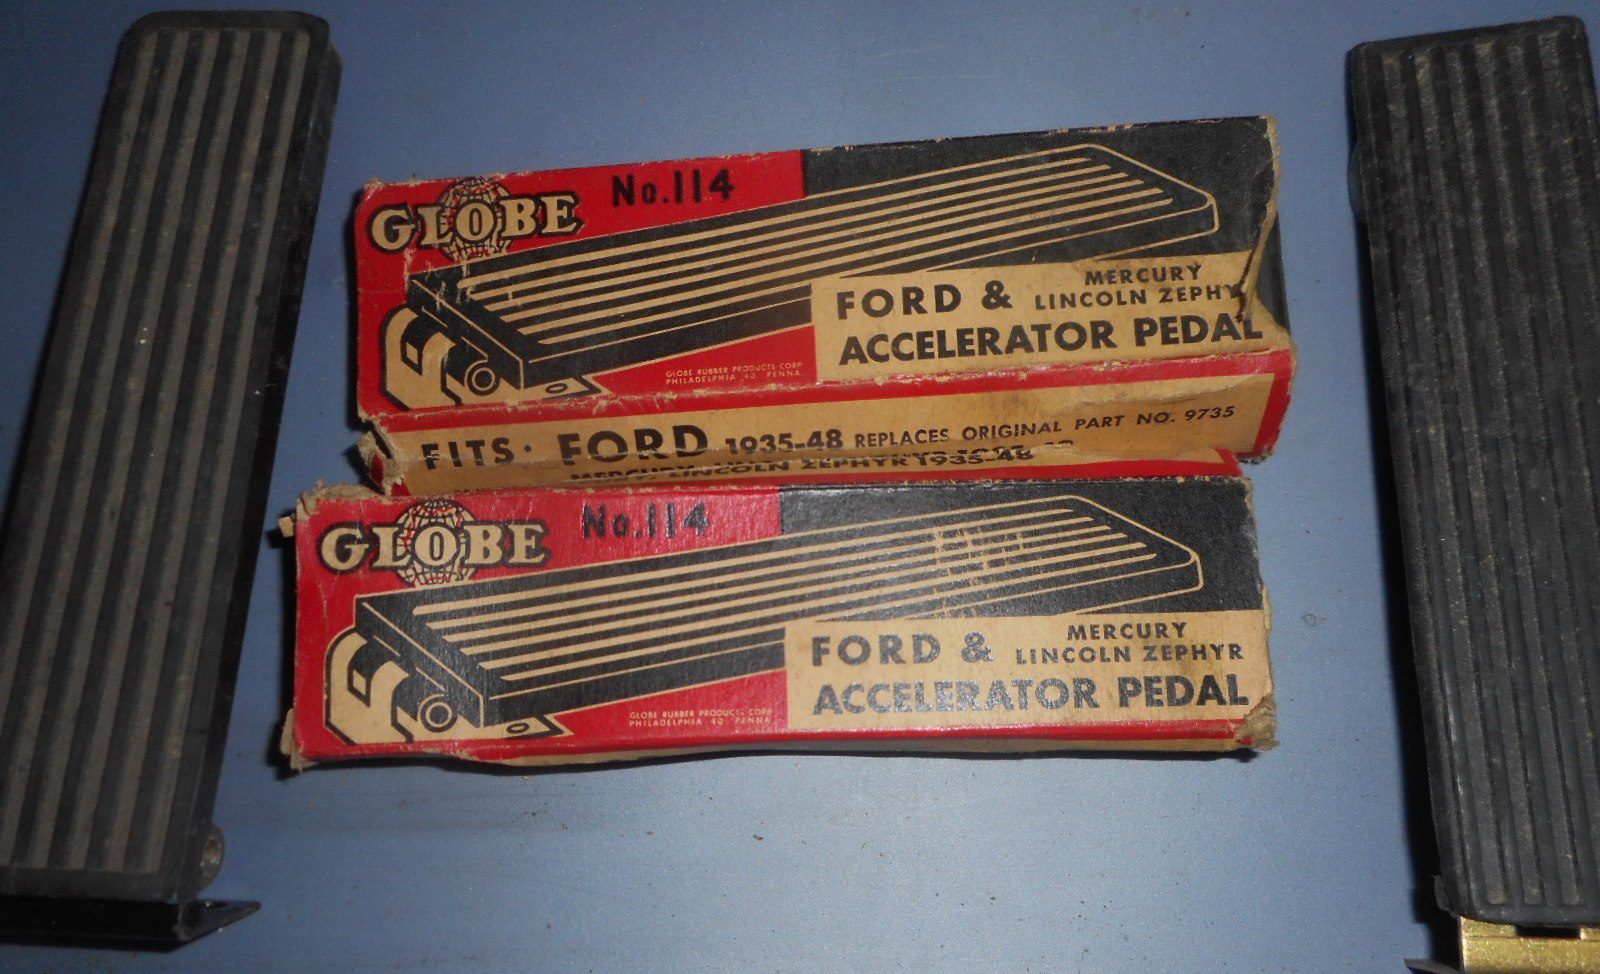 GLOBE
No.114
FORD & MERCURY
LINCOLN ZEPHY
ACCELERATOR PEDAL
GLOBE RUBBER PRODUCTS CORP
PHILADELPHIA 40 PENNA.
FITS: FORD 1935-48 REPLACES ORIGINAL PART NO. 9735
MERCURY LINCOLN ZEPHYR 1935-48
GLOBE
No.114
FORD & MERCURY
LINCOLN ZEPHYR
ACCELERATOR PEDAL
GLOBE RUBBER PRODUCTS CORP
PHILADELPHIA 40 PENNA